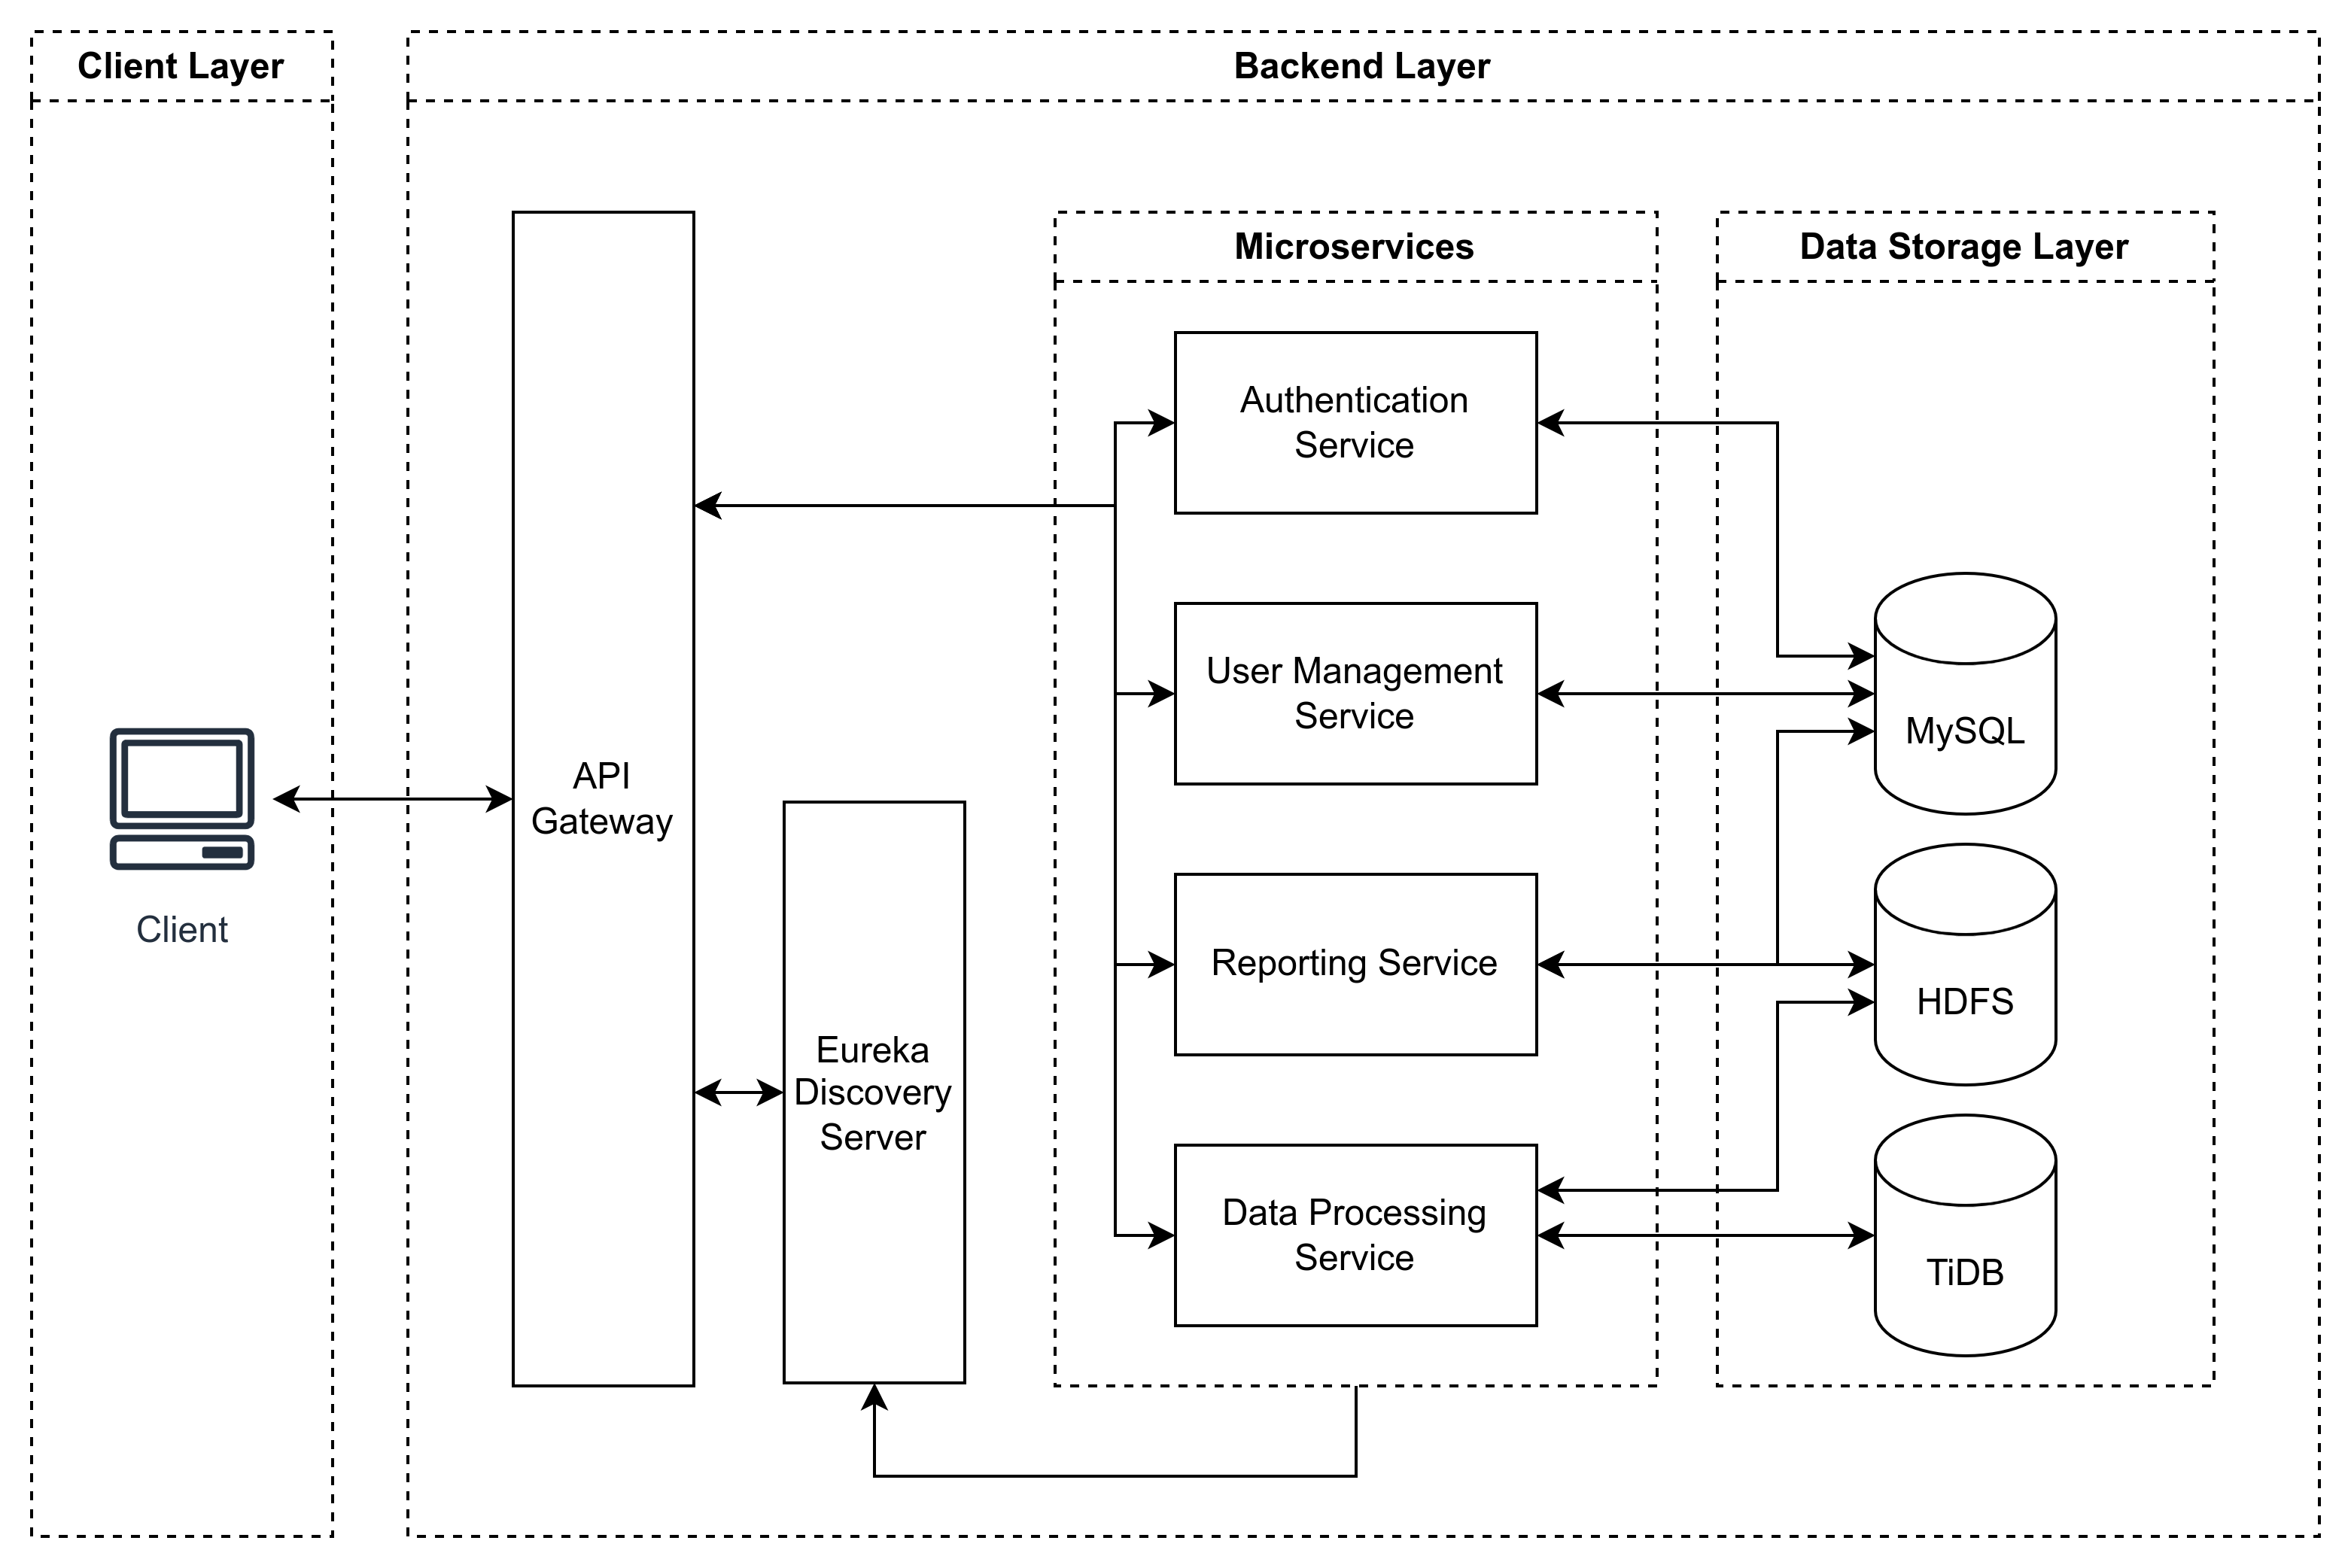 Client Layer
Backend Layer
Microservices
Data Storage Layer
Authentication
Service
User Management
Service
MySQL
API
Gateway
Client
Reporting Service
HDFS
Eureka
Discovery
Server
Data Processing
Service
TiDB